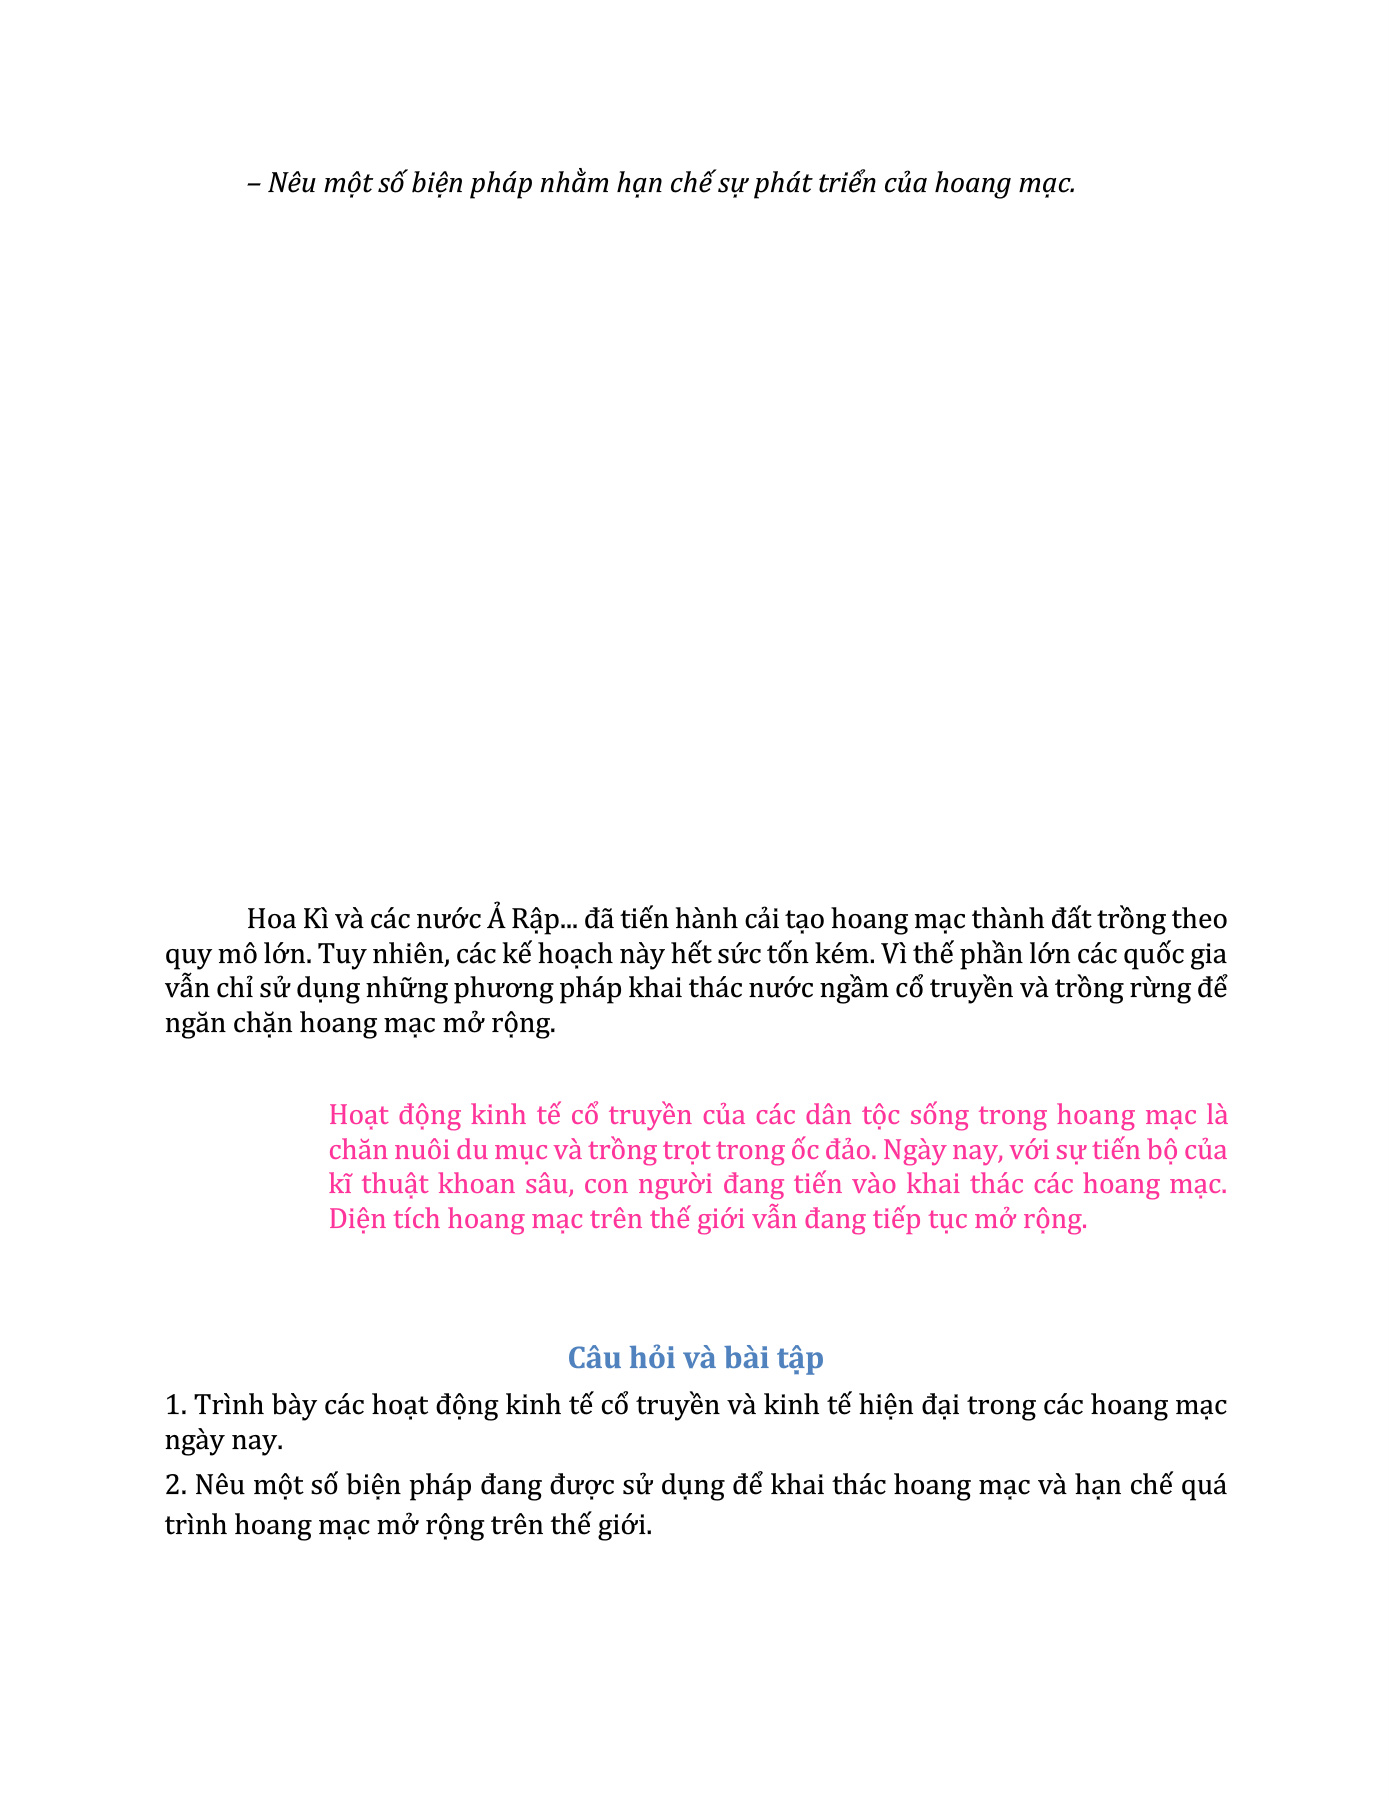 – Nêu một số biện pháp nhằm hạn chế sự phát triển của hoang mạc.
Hoa Kì và các nước Ả Rập... đã tiến hành cải tạo hoang mạc thành đất trồng theo
quy mô lớn. Tuy nhiên, các kế hoạch này hết sức tốn kém. Vì thế phần lớn các quốc gia
vẫn chỉ sử dụng những phương pháp khai thác nước ngầm cổ truyền và trồng rừng để
ngăn chặn hoang mạc mở rộng.
Hoạt động kinh tế cổ truyền của các dân tộc sống trong hoang mạc là
chăn nuôi du mục và trồng trọt trong ốc đảo. Ngày nay, với sự tiến bộ của
kĩ thuật khoan sâu, con người đang tiến vào khai thác các hoang mạc.
Diện tích hoang mạc trên thế giới vẫn đang tiếp tục mở rộng.
Câu hỏi và bài tập
1. Trình bày các hoạt động kinh tế cổ truyền và kinh tế hiện đại trong các hoang mạc
ngày nay.
2. Nêu một số biện pháp đang được sử dụng để khai thác hoang mạc và hạn chế quá
trình hoang mạc mở rộng trên thế giới.